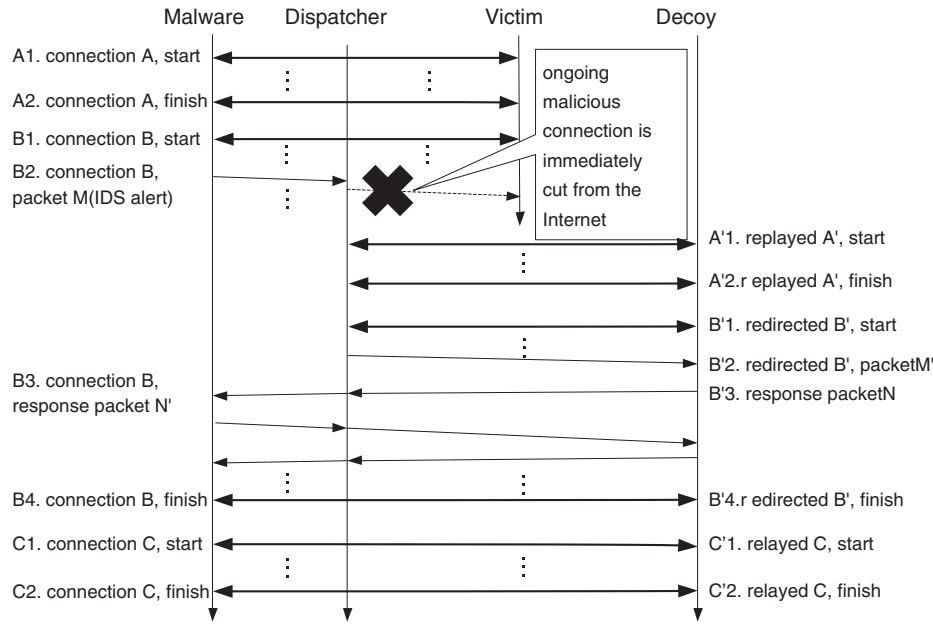 Malware
Dispatcher
Victim
Decoy
A1. connection A, start
A2. connection A, finish
B1. connection B, start
B2. connection B,
packet M(IDS alert)
ongoing
malicious
connection is
immediately
cut from the
Internet
A'1. replayed A', start
A'2.r eplayed A', finish
B'1. redirected B', start
B'2. redirected B', packetM'
B3. connection B,
response packet N'
B'3. response packetN
B4. connection B, finish
B'4.r edirected B', finish
C1. connection C, start
C'1. relayed C, start
C2. connection C, finish
C'2. relayed C, finish